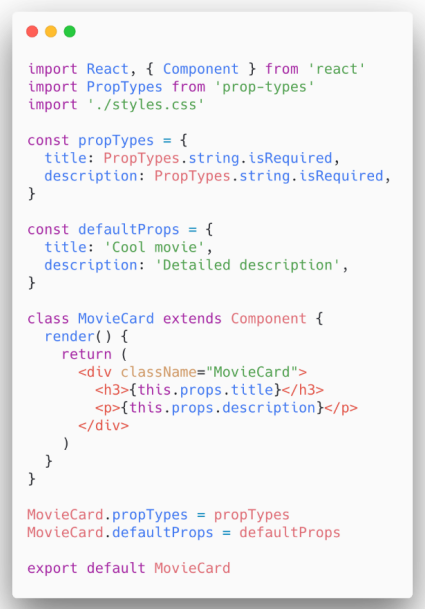 import React, { Component } from 'react'
import PropTypes from 'prop-types'
import './styles.css'

const propTypes = {
  title: PropTypes.string.isRequired,
  description: PropTypes.string.isRequired,
}

const defaultProps = {
  title: 'Cool movie',
  description: 'Detailed description',
}

class MovieCard extends Component {
  render() {
    return (
      <div className="MovieCard">
        <h3>{this.props.title}</h3>
        <p>{this.props.description}</p>
      </div>
    )
  }
}

MovieCard.propTypes = propTypes
MovieCard.defaultProps = defaultProps

export default MovieCard